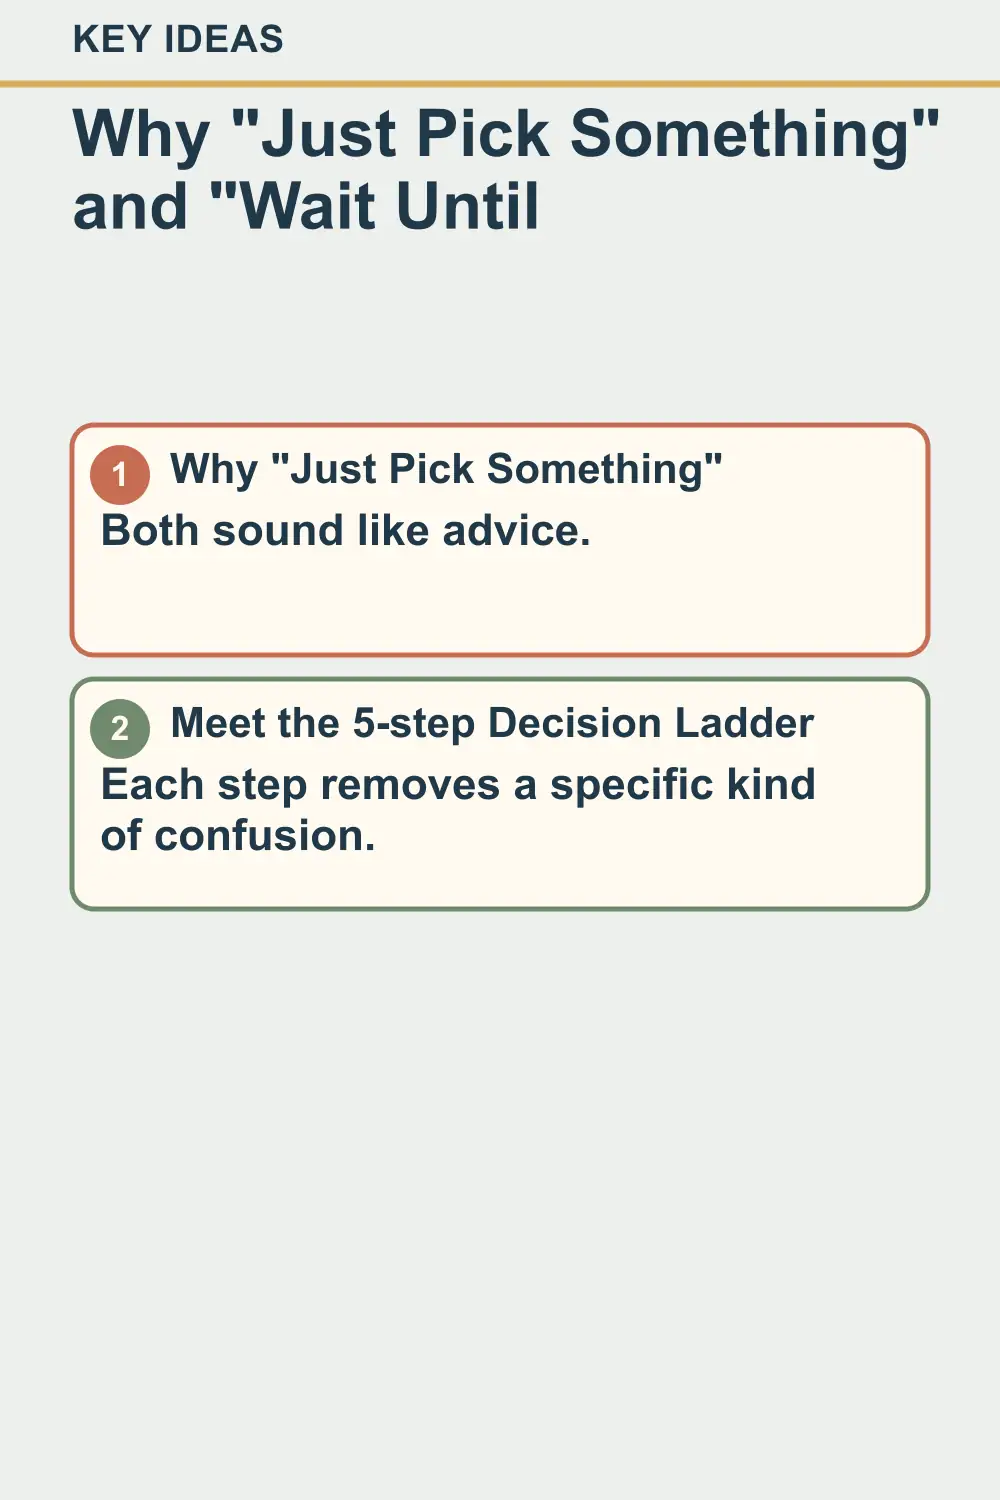 KEY IDEAS
Why "Just Pick Something"
and "Wait Until
1 Why "Just Pick Something"
Both sound like advice.
2 Meet the 5-step Decision Ladder
Each step removes a specific kind
of confusion.